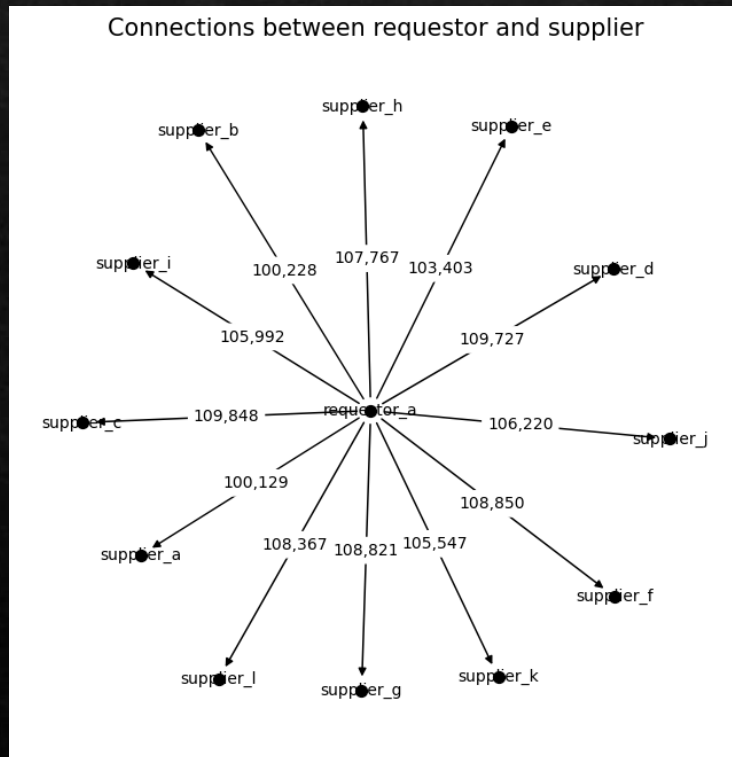 Connections between requestor and supplier
supplier_h
supplier_b
supplier_e
107,767
103,403
100,228
supplier_i
supplier_d
105,992
109,727
requestor_a
109,848
supplier_c
106,220
supplier_j
100,129
108,850
108,367
108,821
105,547
supplier_a
supplier_f
supplier_l
supplier_g
supplier_k